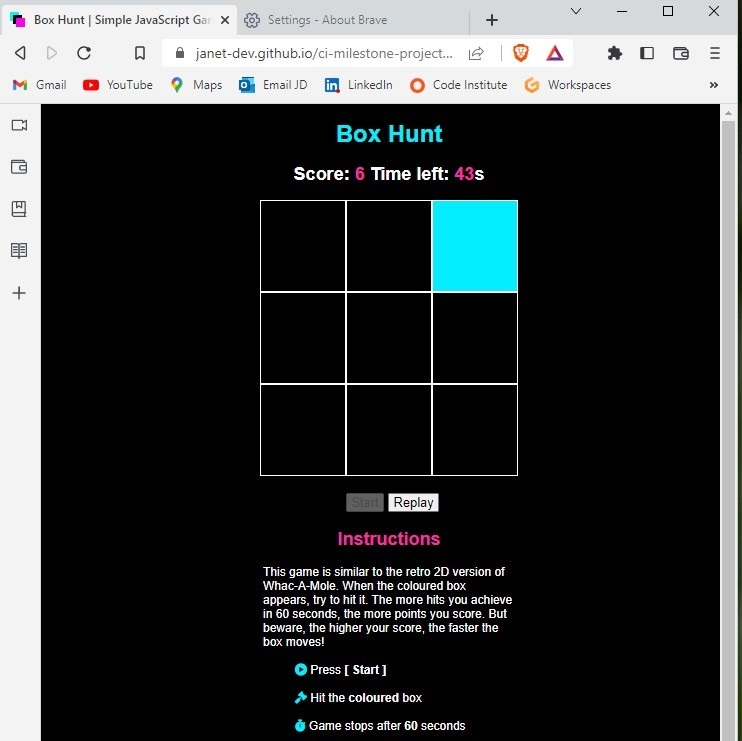 Box Hunt | Simple JavaScript Gam
Settings - About Brave
janet-dev.github.io/ci-milestone-project...
Gmail
YouTube
Maps
Email JD
LinkedIn
Code Institute
Workspaces
Box Hunt
Score: 6 Time left: 43s
Start Replay
Instructions
This game is similar to the retro 2D version of
Whac-A-Mole. When the coloured box
appears, try to hit it. The more hits you achieve
in 60 seconds, the more points you score. But
beware, the higher your score, the faster the
box moves!
Press [ Start ]
Hit the coloured box
Game stops after 60 seconds